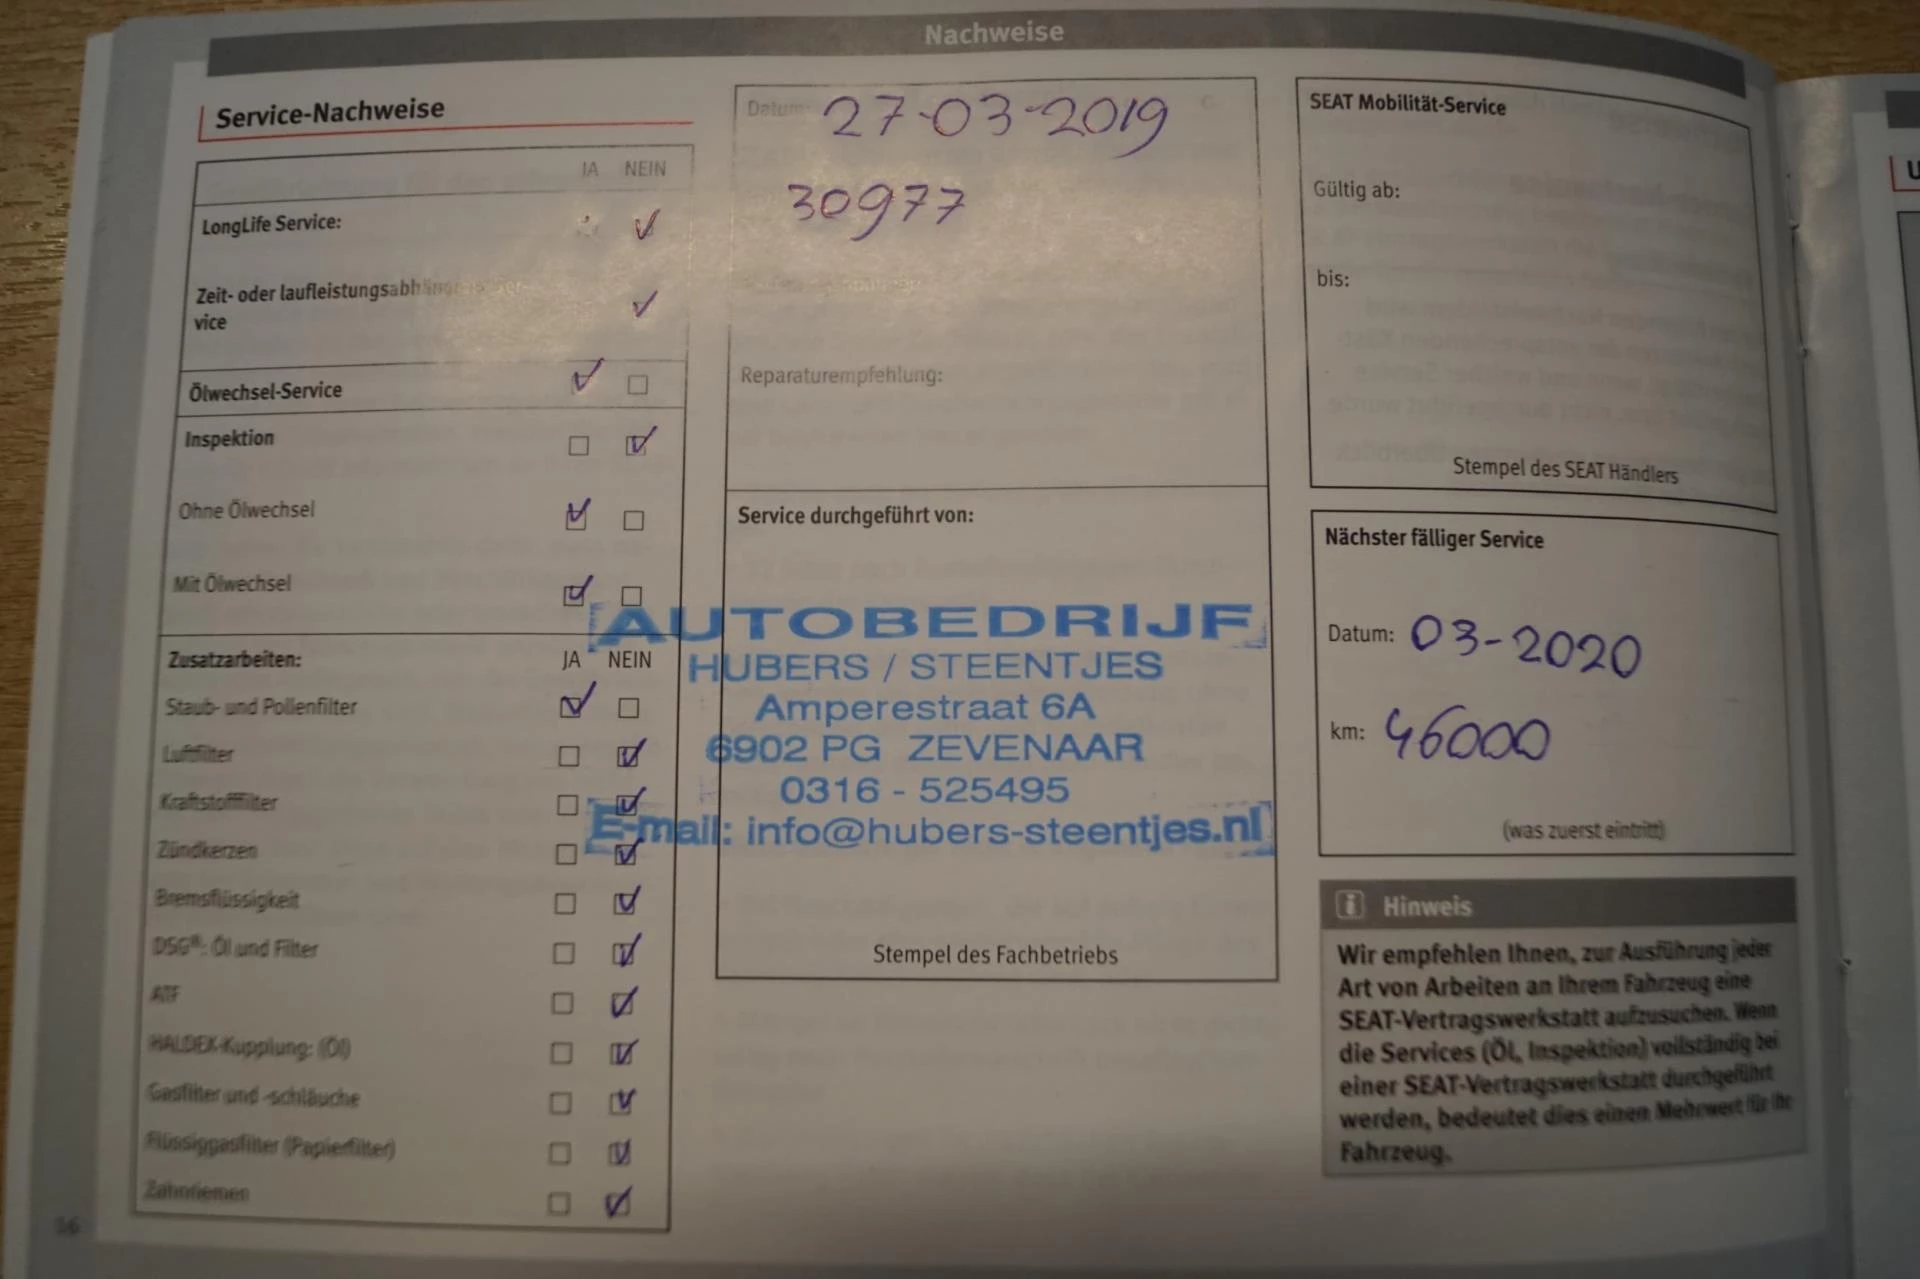 Nachweise
Service-Nachweise
JA NEIN
LongLife Service:
Zeit- oder laufleistungsabhängiger Ser-
vice
Ölwechsel-Service
Inspektion
Ohne Ölwechsel
Mit Ölwechsel
Zusatzarbeiten: JA NEIN
Staub- und Pollenfilter
Luftfilter
Kraftstofffilter
Zündkerzen
Bremsflüssigkeit
DSG®: Öl und Filter
ATF
HALDEX-Kupplung: (Öl)
Gasfilter und -schläuche
Flüssiggasfilter (Papierfilter)
Zahnriemen
16
Datum: 27-03-2019
30977
Reparaturempfehlung:
Service durchgeführt von:
AUTOBEDRIJF
HUBERS / STEENTJES
Amperestraat 6A
6902 PG ZEVENAAR
0316 - 525495
E-mail: info@hubers-steentjes.nl
Stempel des Fachbetriebs
SEAT Mobilität-Service
Gültig ab:
bis:
Stempel des SEAT Händlers
Nächster fälliger Service
Datum: 03-2020
km: 46000
(was zuerst eintritt)
i Hinweis
Wir empfehlen Ihnen, zur Ausführung jeder
Art von Arbeiten an Ihrem Fahrzeug eine
SEAT-Vertragswerkstatt aufzusuchen. Wenn
die Services (Öl, Inspektion) vollständig bei
einer SEAT-Vertragswerkstatt durchgeführt
werden, bedeutet dies einen Mehrwert für Ihr
Fahrzeug.